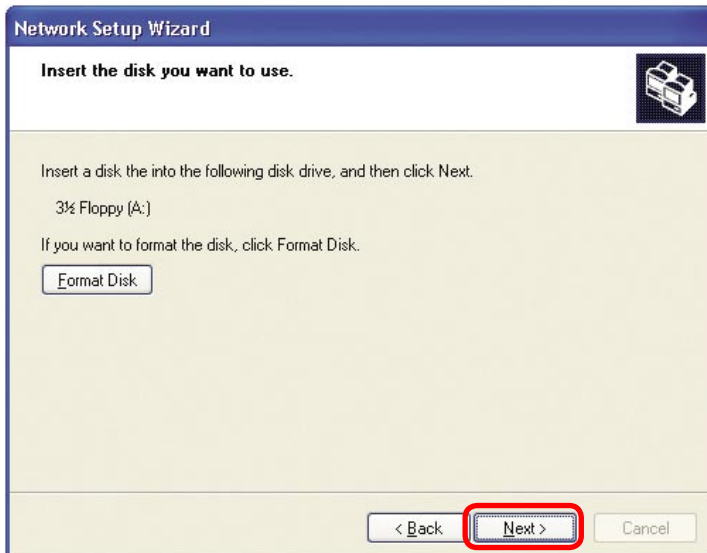 Network Setup Wizard
Insert the disk you want to use.
Insert a disk the into the following disk drive, and then click Next.
3½ Floppy (A:)
If you want to format the disk, click Format Disk.
Format Disk
< Back Next > Cancel